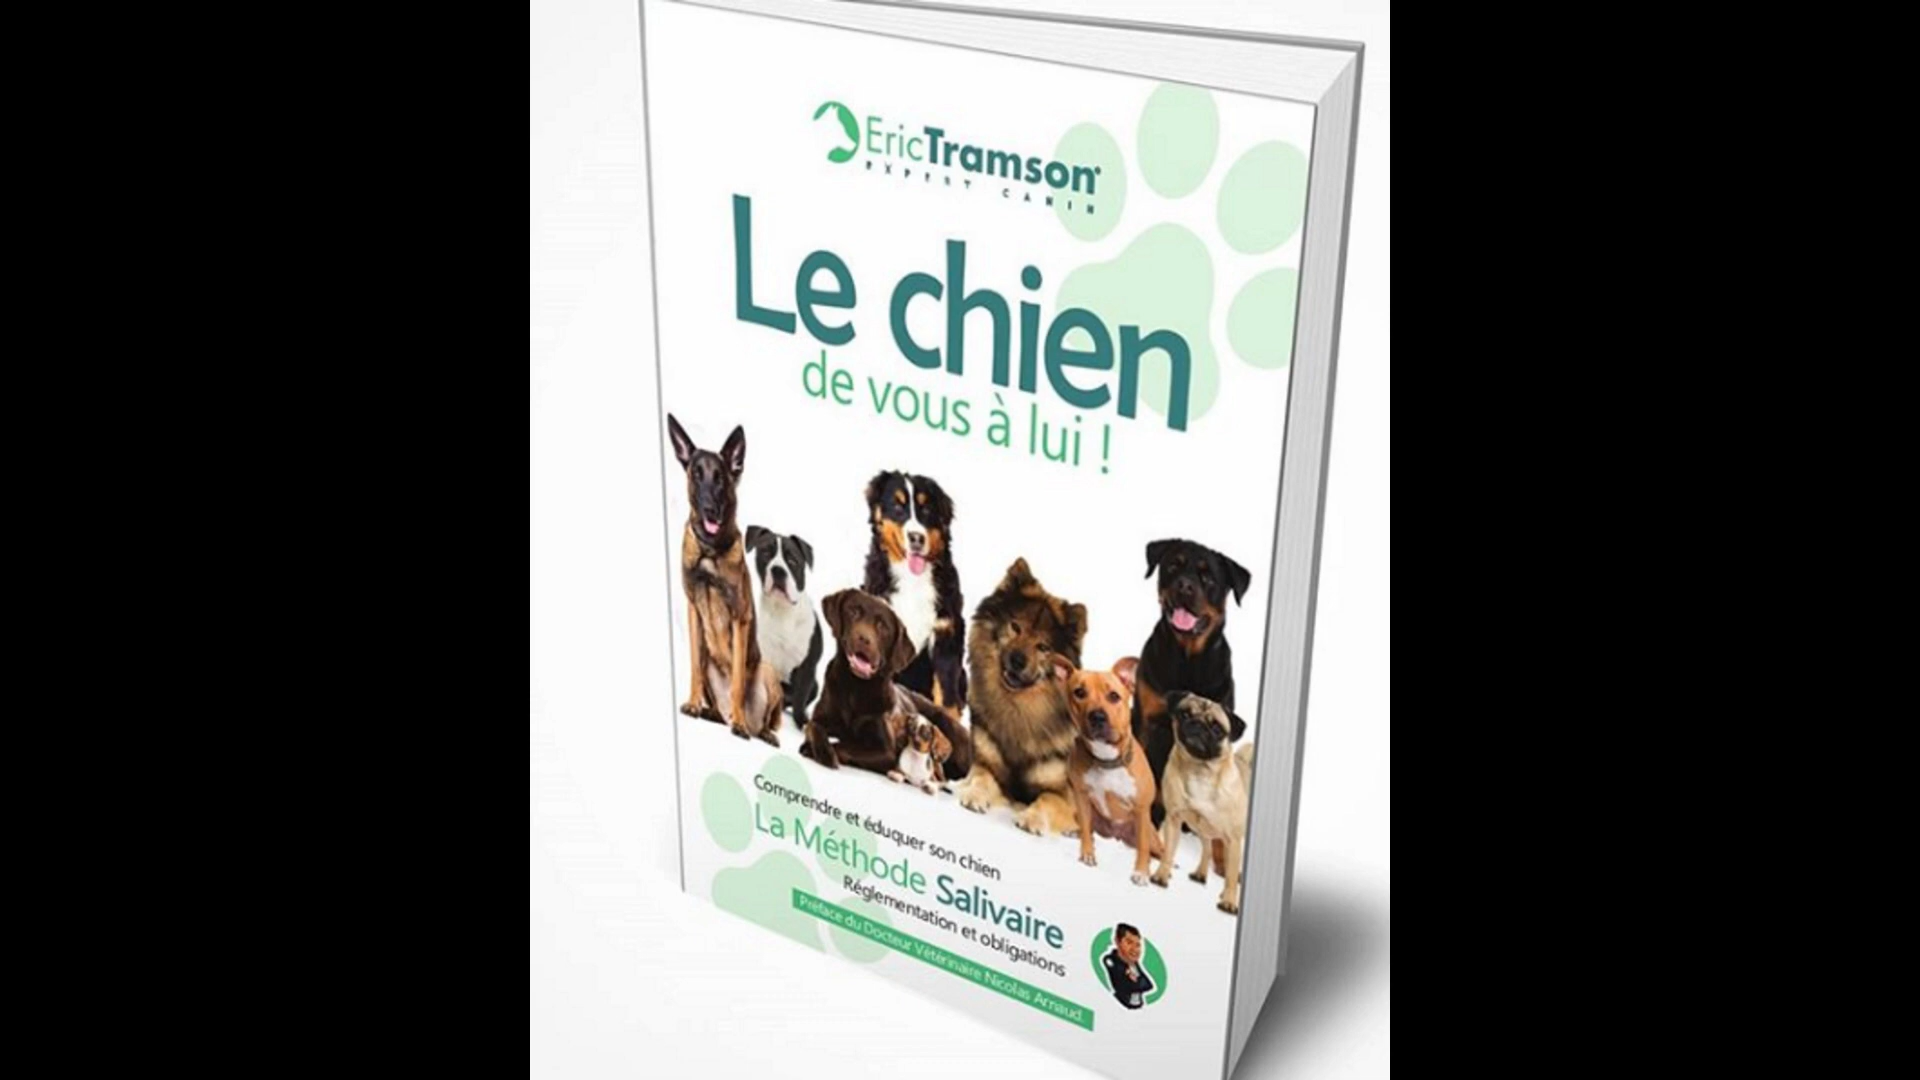 EricTramson
EXPERT CANIN
Le chien
de vous à lui !
Comprendre et éduquer son chien
La Méthode Salivaire
Réglementation et obligations
Préface du Docteur Vétérinaire Nicolas Arnaud.